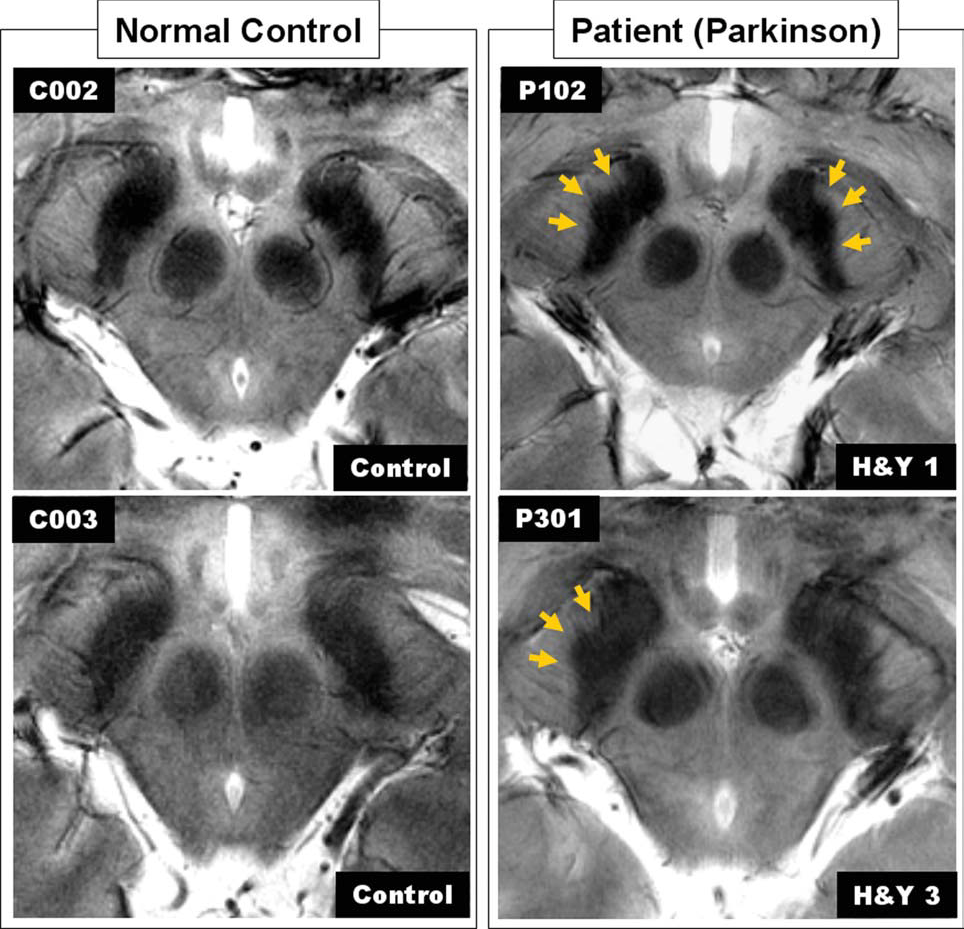 Normal Control
Patient (Parkinson)
C002
P102
Control
H&Y 1
C003
P301
Control
H&Y 3